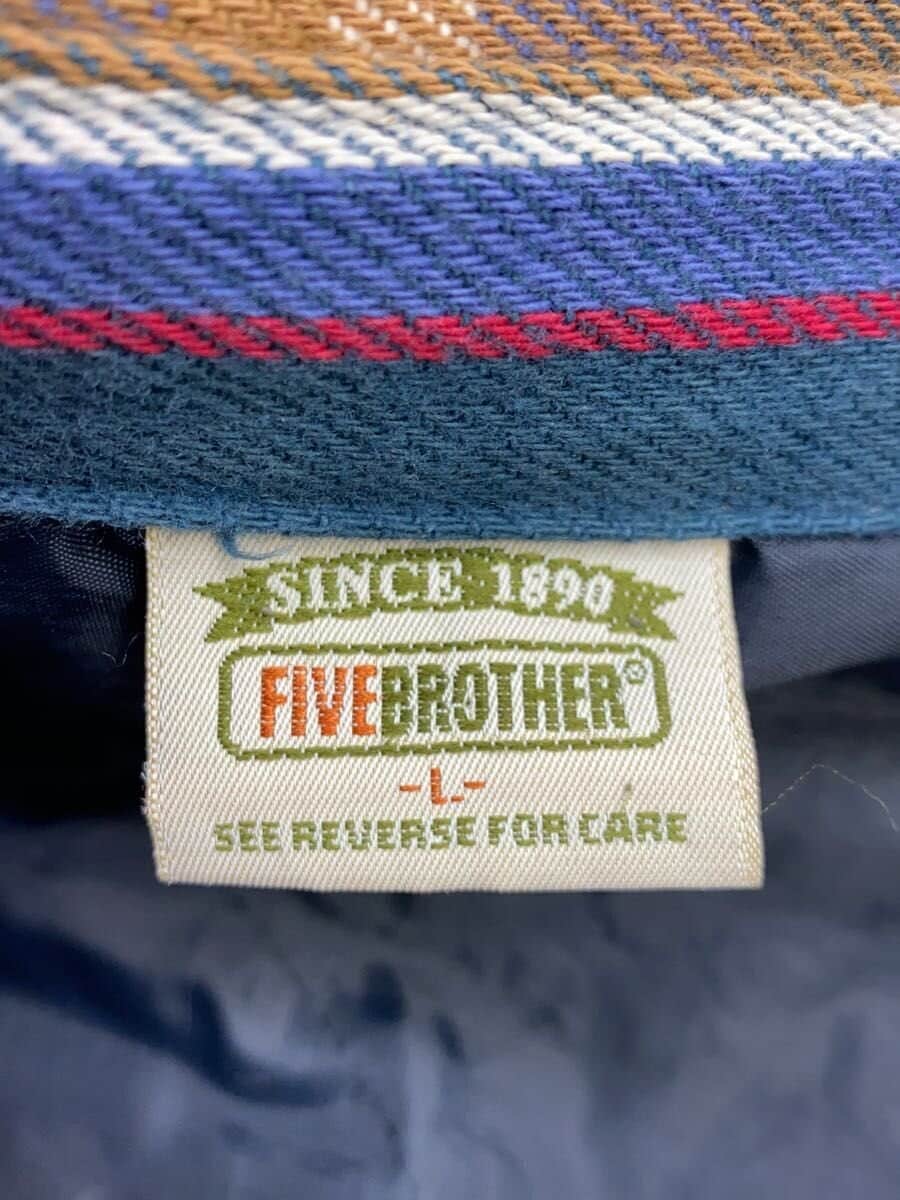 SINCE 1890
FIVEBROTHER®
-L-
SEE REVERSE FOR CARE